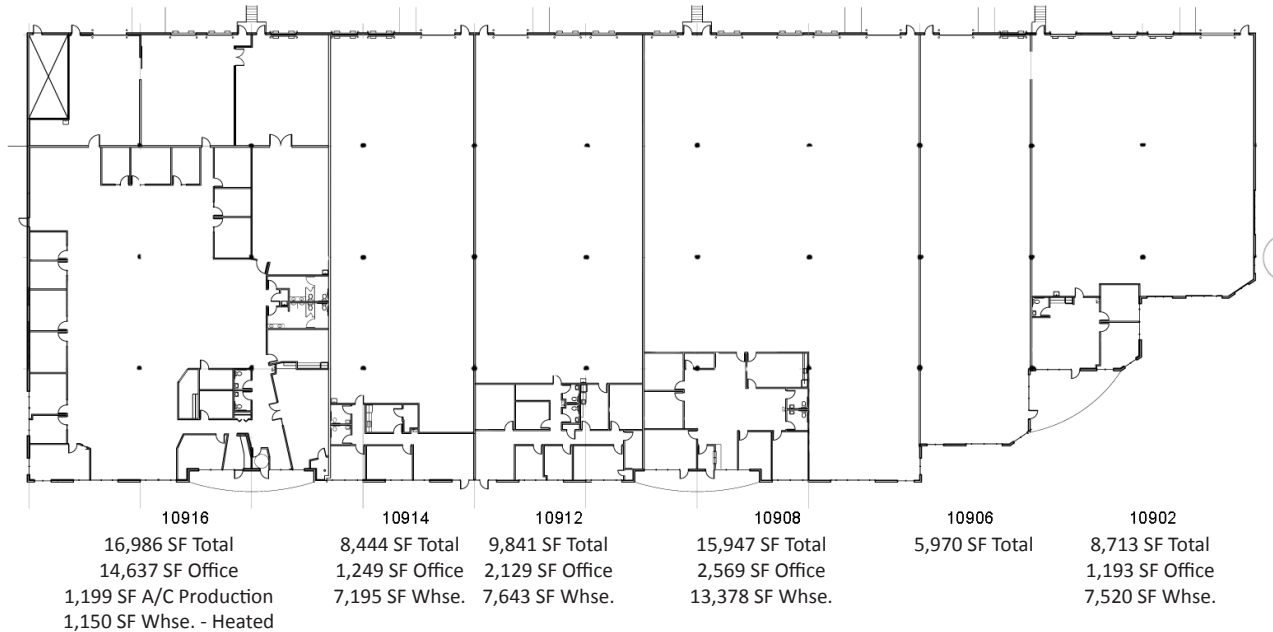 10916
16,986 SF Total
14,637 SF Office
1,199 SF A/C Production
1,150 SF Whse. - Heated
10914
8,444 SF Total
1,249 SF Office
7,195 SF Whse.
10912
9,841 SF Total
2,129 SF Office
7,643 SF Whse.
10908
15,947 SF Total
2,569 SF Office
13,378 SF Whse.
10906
5,970 SF Total
10902
8,713 SF Total
1,193 SF Office
7,520 SF Whse.